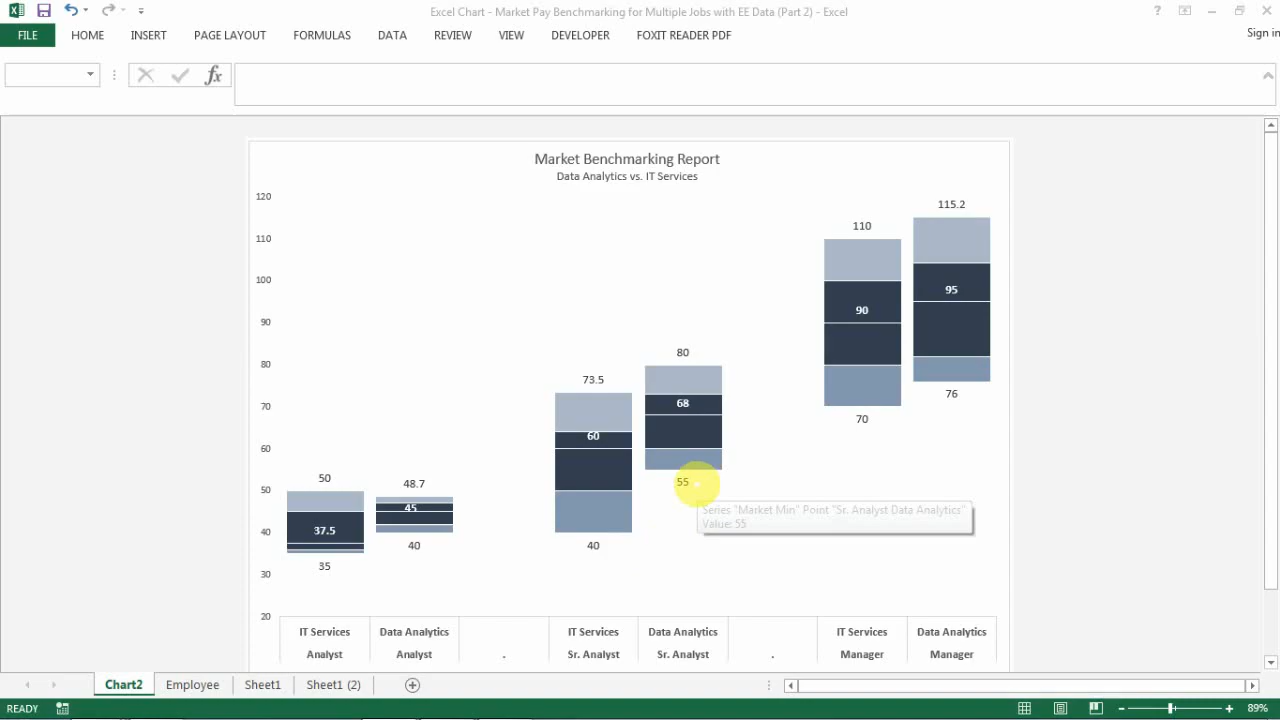 Excel Chart - Market Pay Benchmarking for Multiple Jobs with EE Data (Part 2) - Excel
?
FILE HOME INSERT PAGE LAYOUT FORMULAS DATA REVIEW VIEW DEVELOPER FOXIT READER PDF Sign in
fx
Market Benchmarking Report
Data Analytics vs. IT Services
120
115.2
110
110
100
95
90
90
80
80
76
73.5
70
70
68
60
60
55
50
50
48.7
45
37.5
40
40
40
35
30
20
IT Services Data Analytics IT Services Data Analytics IT Services Data Analytics
Analyst Analyst . Sr. Analyst Sr. Analyst . Manager Manager
Series "Market Min" Point "Sr. Analyst Data Analytics"
Value: 55
Chart2 Employee Sheet1 Sheet1 (2)
READY 89%